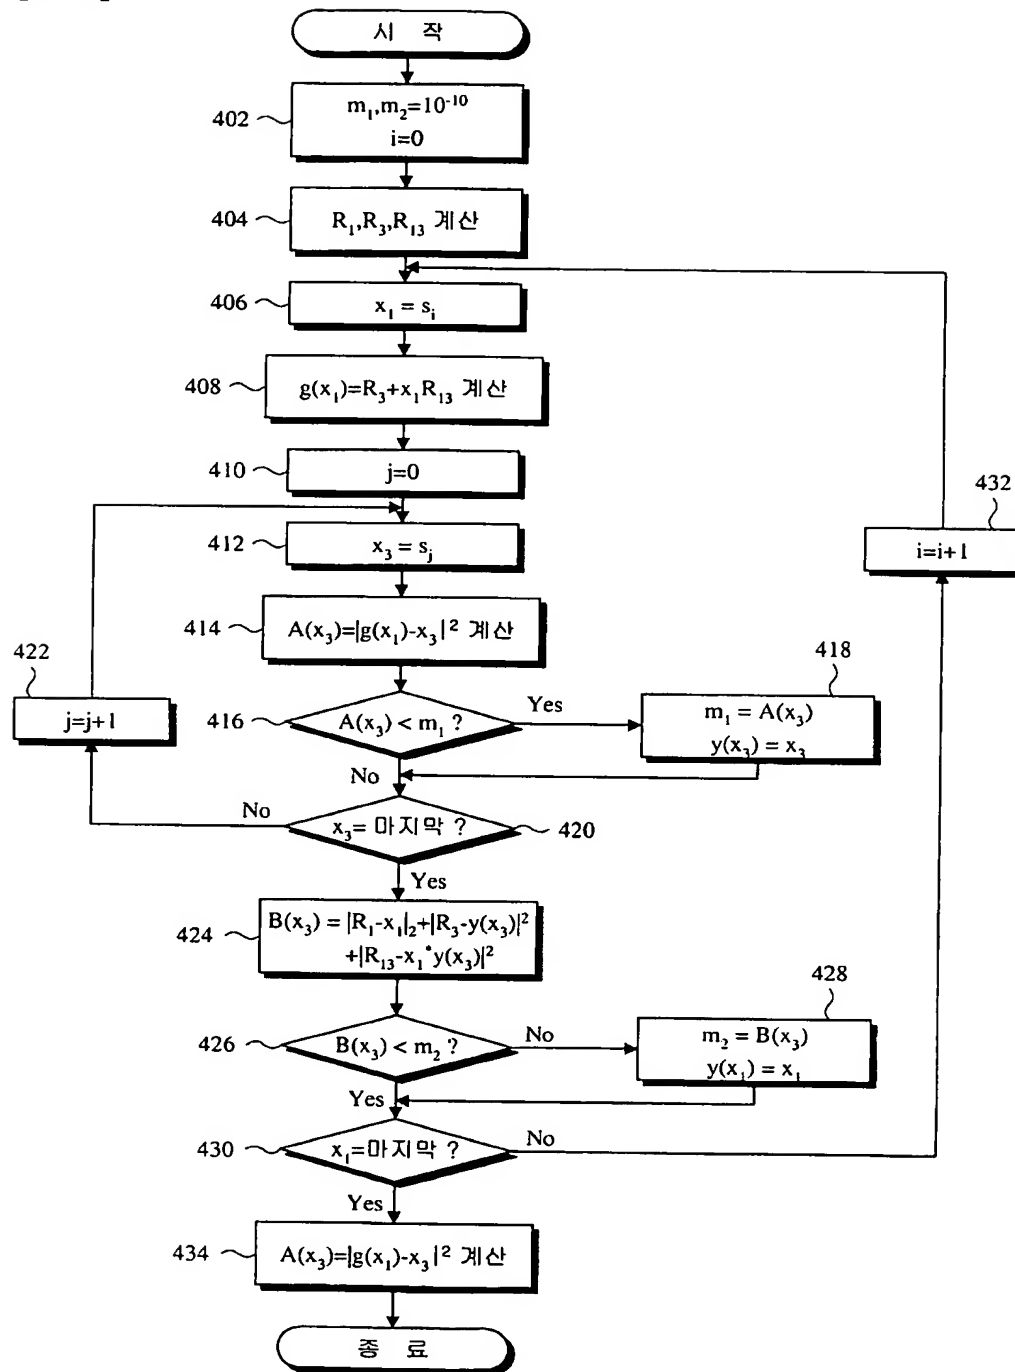 시 작
402
m₁,m₂=10⁻¹⁰
i=0
404
R₁,R₃,R₁₃ 계산
406
x₁ = sᵢ
408
g(x₁)=R₃+x₁R₁₃ 계산
410
j=0
432
i=i+1
412
x₃ = sⱼ
414
A(x₃)=|g(x₁)-x₃|² 계산
422
j=j+1
416
A(x₃) < m₁ ?
Yes
418
m₁ = A(x₃)
y(x₃) = x₃
No
No
x₃= 마지막 ?
420
Yes
424
B(x₃) = |R₁-x₁|₂+|R₃-y(x₃)|²
+|R₁₃-x₁*y(x₃)|²
426
B(x₃) < m₂ ?
No
428
m₂ = B(x₃)
y(x₁) = x₁
Yes
430
x₁=마지막 ?
No
Yes
434
A(x₃)=|g(x₁)-x₃|² 계산
종 료